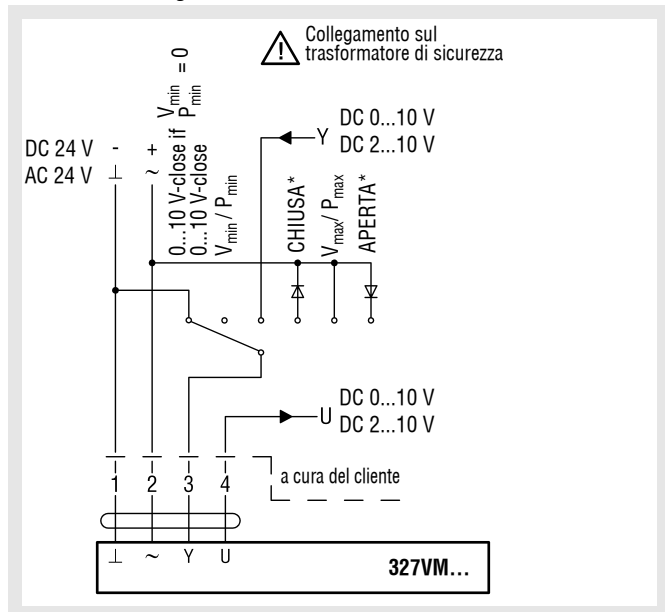 Collegamento sul
trasformatore di sicurezza
DC 24 V - +
AC 24 V ⊥ ~
0...10 V-close if V_min / P_min = 0
0...10 V-close
V_min / P_min
Y
DC 0...10 V
DC 2...10 V
CHIUSA*
V_max / P_max
APERTA*
U
DC 0...10 V
DC 2...10 V
1 2 3 4
a cura del cliente
⊥ ~ Y U
327VM...